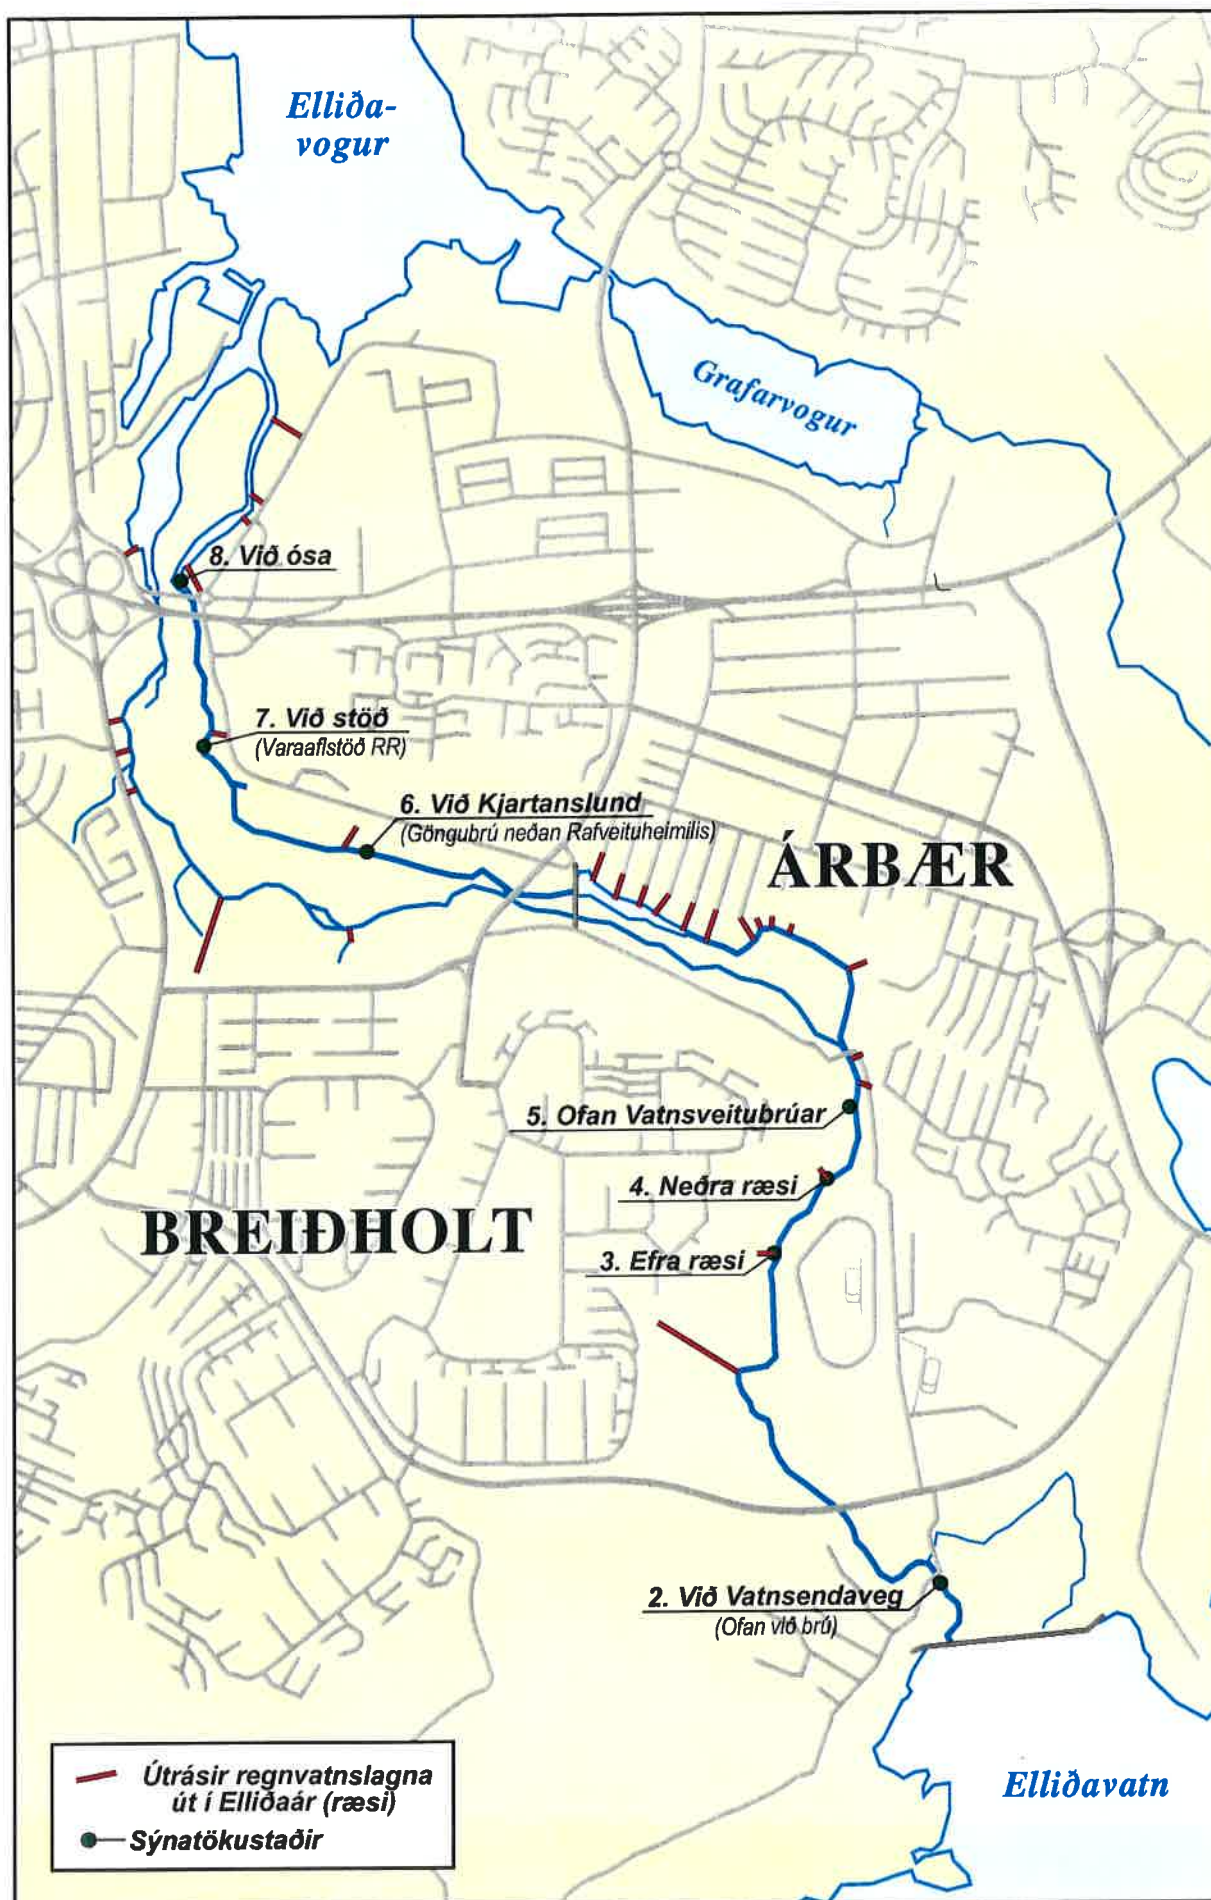 Elliða-
vogur
Grafarvogur
8. Við ósa
7. Við stöð
(Varaaflstöð RR)
6. Við Kjartanslund
(Göngubrú neðan Rafveituheimilis)
ÁRBÆR
5. Ofan Vatnsveitubrúar
4. Neðra ræsi
BREIÐHOLT
3. Efra ræsi
2. Við Vatnsendaveg
(Ofan við brú)
Elliðavatn
Útrásir regnvatnslagna
út í Elliðaár (ræsi)
Sýnatökustaðir